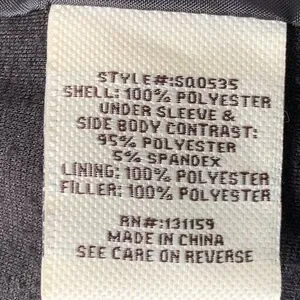 STYLE#:SQ0535
SHELL: 100% POLYESTER
UNDER SLEEVE &
SIDE BODY CONTRAST:
95% POLYESTER
5% SPANDEX
LINING: 100% POLYESTER
FILLER: 100% POLYESTER
RN#:131159
MADE IN CHINA
SEE CARE ON REVERSE